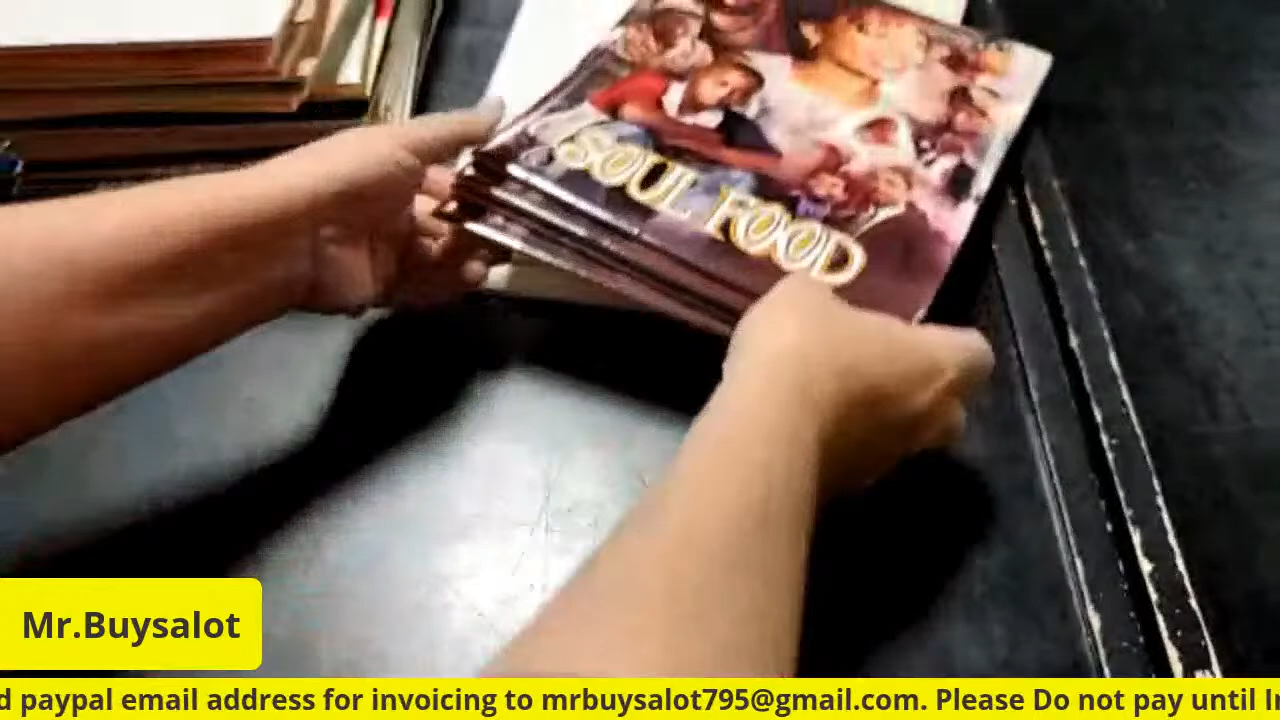 SOUL FOOD
Mr.Buysalot
d paypal email address for invoicing to mrbuysalot795@gmail.com. Please Do not pay until I